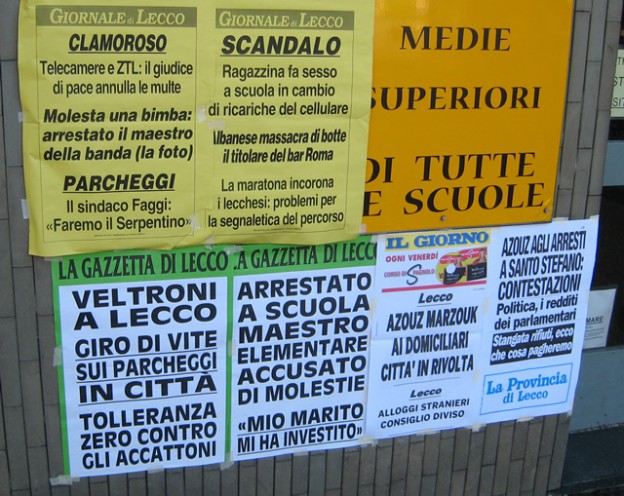 GIORNALE di LECCO
CLAMOROSO
Telecamere e ZTL: il giudice
di pace annulla le multe
Molesta una bimba:
arrestato il maestro
della banda (la foto)
PARCHEGGI
Il sindaco Faggi:
«Faremo il Serpentino»
GIORNALE di LECCO
SCANDALO
Ragazzina fa sesso
a scuola in cambio
di ricariche del cellulare
Albanese massacra di botte
il titolare del bar Roma
La maratona incorona
i lecchesi: problemi per
la segnaletica del percorso
MEDIE
SUPERIORI
DI TUTTE
E SCUOLE
LA GAZZETTA DI LECCO
VELTRONI
A LECCO
GIRO DI VITE
SUI PARCHEGGI
IN CITTÀ
TOLLERANZA
ZERO CONTRO
GLI ACCATTONI
LA GAZZETTA DI LECCO
ARRESTATO
A SCUOLA
MAESTRO
ELEMENTARE
ACCUSATO
DI MOLESTIE
«MIO MARITO
MI HA INVESTITO»
IL GIORNO
OGNI VENERDÌ
CORSO DI SPAGNOLO
Lecco
AZOUZ MARZOUK
AI DOMICILIARI
CITTA' IN RIVOLTA
Lecco
ALLOGGI STRANIERI
CONSIGLIO DIVISO
AZOUZ AGLI ARRESTI
A SANTO STEFANO:
CONTESTAZIONI
Politica, i redditi
dei parlamentari
Stangata rifiuti, ecco
che cosa pagheremo
La Provincia
di Lecco